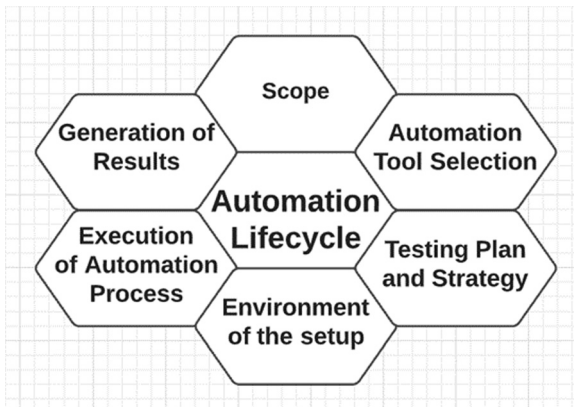 Scope
Generation of
Results
Automation
Tool Selection
Automation
Lifecycle
Execution
of Automation
Process
Testing Plan
and Strategy
Environment
of the setup